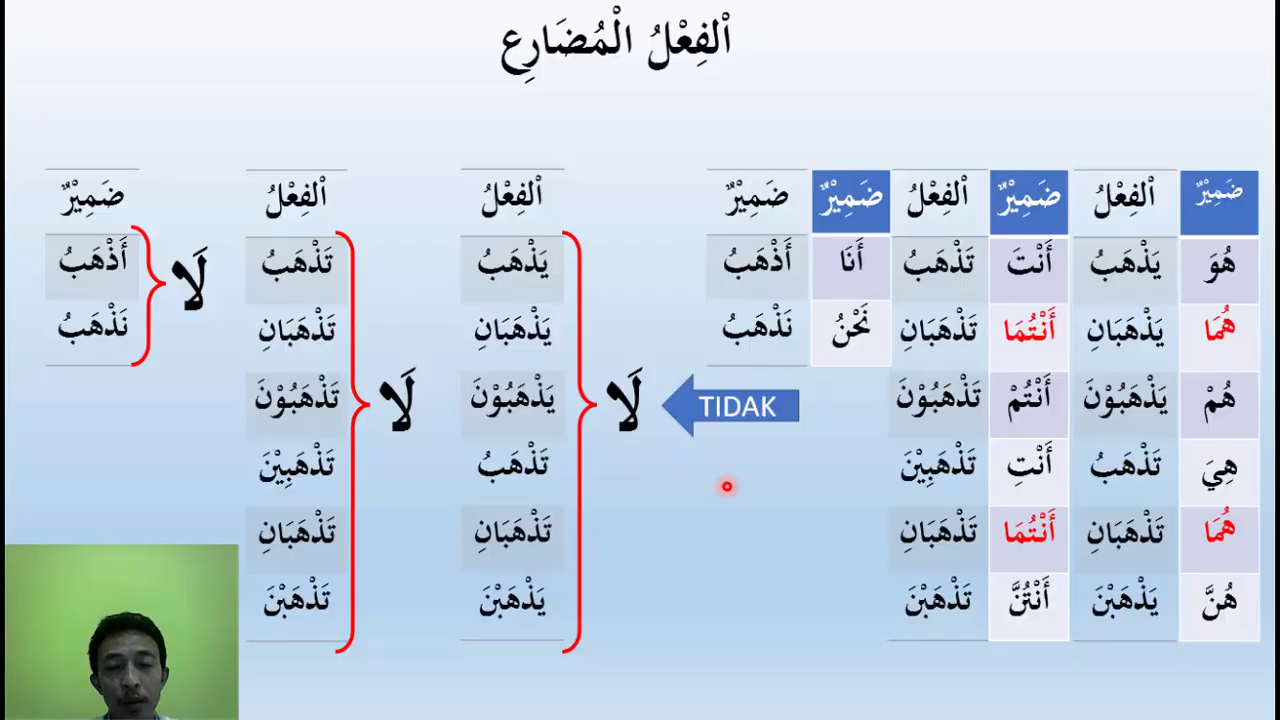 اَلْفِعْلُ الْمُضَارِع
ضَمِيْرٌ اَلْفِعْلُ ضَمِيْرٌ اَلْفِعْلُ ضَمِيْرٌ ضَمِيْرٌ
هُوَ يَذْهَبُ أَنْتَ تَذْهَبُ أَنَا أَذْهَبُ
هُمَا يَذْهَبَانِ أَنْتُمَا تَذْهَبَانِ نَحْنُ نَذْهَبُ
هُمْ يَذْهَبُوْنَ أَنْتُمْ تَذْهَبُوْنَ
هِيَ تَذْهَبُ أَنْتِ تَذْهَبِيْنَ
هُمَا تَذْهَبَانِ أَنْتُمَا تَذْهَبَانِ
هُنَّ يَذْهَبْنَ أَنْتُنَّ تَذْهَبْنَ
TIDAK
لَا
اَلْفِعْلُ
يَذْهَبُ
يَذْهَبَانِ
يَذْهَبُوْنَ
تَذْهَبُ
تَذْهَبَانِ
يَذْهَبْنَ
لَا
اَلْفِعْلُ
تَذْهَبُ
تَذْهَبَانِ
تَذْهَبُوْنَ
تَذْهَبِيْنَ
تَذْهَبَانِ
تَذْهَبْنَ
لَا
ضَمِيْرٌ
أَذْهَبُ
نَذْهَبُ